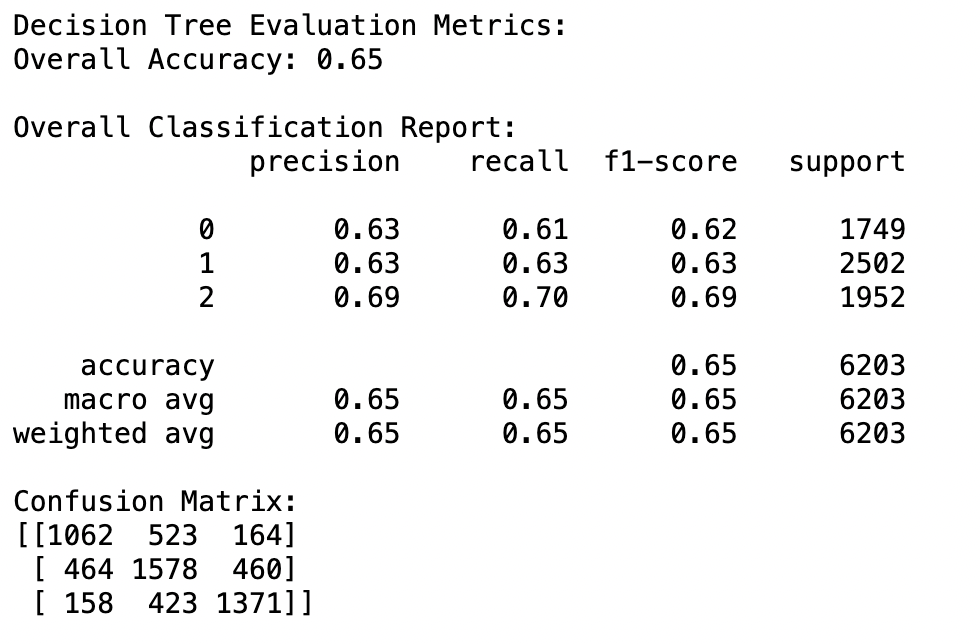 Decision Tree Evaluation Metrics:
Overall Accuracy: 0.65
Overall Classification Report:
precision recall f1-score support
0 0.63 0.61 0.62 1749
1 0.63 0.63 0.63 2502
2 0.69 0.70 0.69 1952
accuracy 0.65 6203
macro avg 0.65 0.65 0.65 6203
weighted avg 0.65 0.65 0.65 6203
Confusion Matrix:
[[1062 523 164]
[ 464 1578 460]
[ 158 423 1371]]